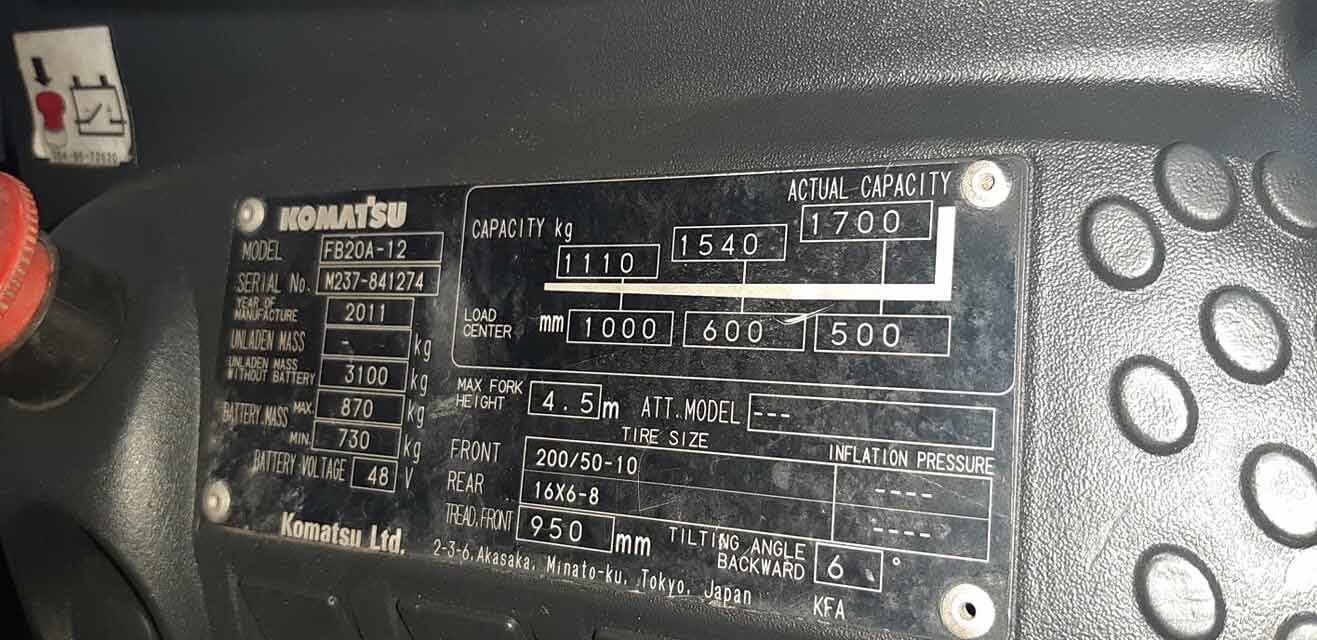 KOMATSU
MODEL FB20A-12
SERIAL No. M237-841274
YEAR OF MANUFACTURE 2011
UNLADEN MASS - kg
UNLADEN MASS WITHOUT BATTERY 3100 kg
BATTERY MASS MAX. 870 kg
MIN. 730 kg
BATTERY VOLTAGE 48 V
Komatsu Ltd.
ACTUAL CAPACITY
CAPACITY kg 1110 1540 1700
LOAD CENTER mm 1000 600 500
MAX FORK HEIGHT 4.5 m ATT. MODEL ---
TIRE SIZE INFLATION PRESSURE
FRONT 200/50-10 ----
REAR 16X6-8 ----
TREAD, FRONT 950 mm TILTING ANGLE BACKWARD 6 °
2-3-6, Akasaka, Minato-ku, Tokyo, Japan KFA